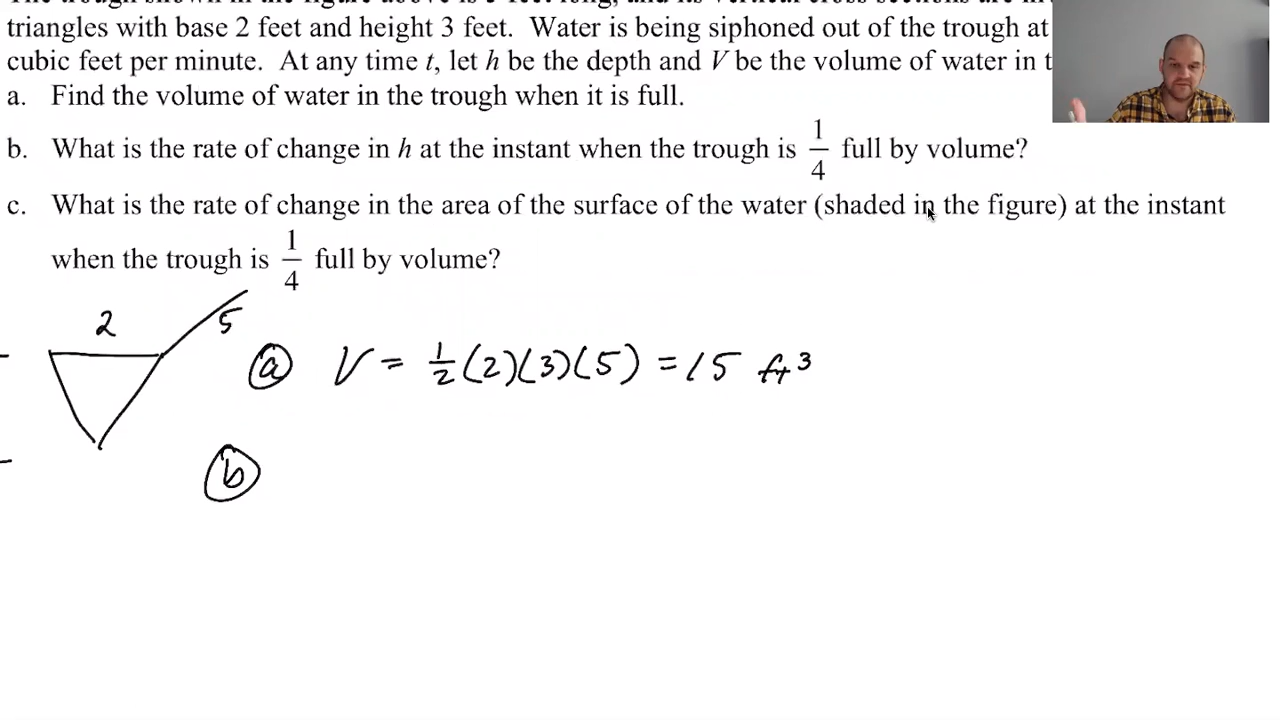 triangles with base 2 feet and height 3 feet. Water is being siphoned out of the trough at
cubic feet per minute. At any time t, let h be the depth and V be the volume of water in t
a. Find the volume of water in the trough when it is full.
b. What is the rate of change in h at the instant when the trough is 1/4 full by volume?
c. What is the rate of change in the area of the surface of the water (shaded in the figure) at the instant
when the trough is 1/4 full by volume?
2
5
ⓐ V = 1/2 (2)(3)(5) = 15 ft³
ⓑ